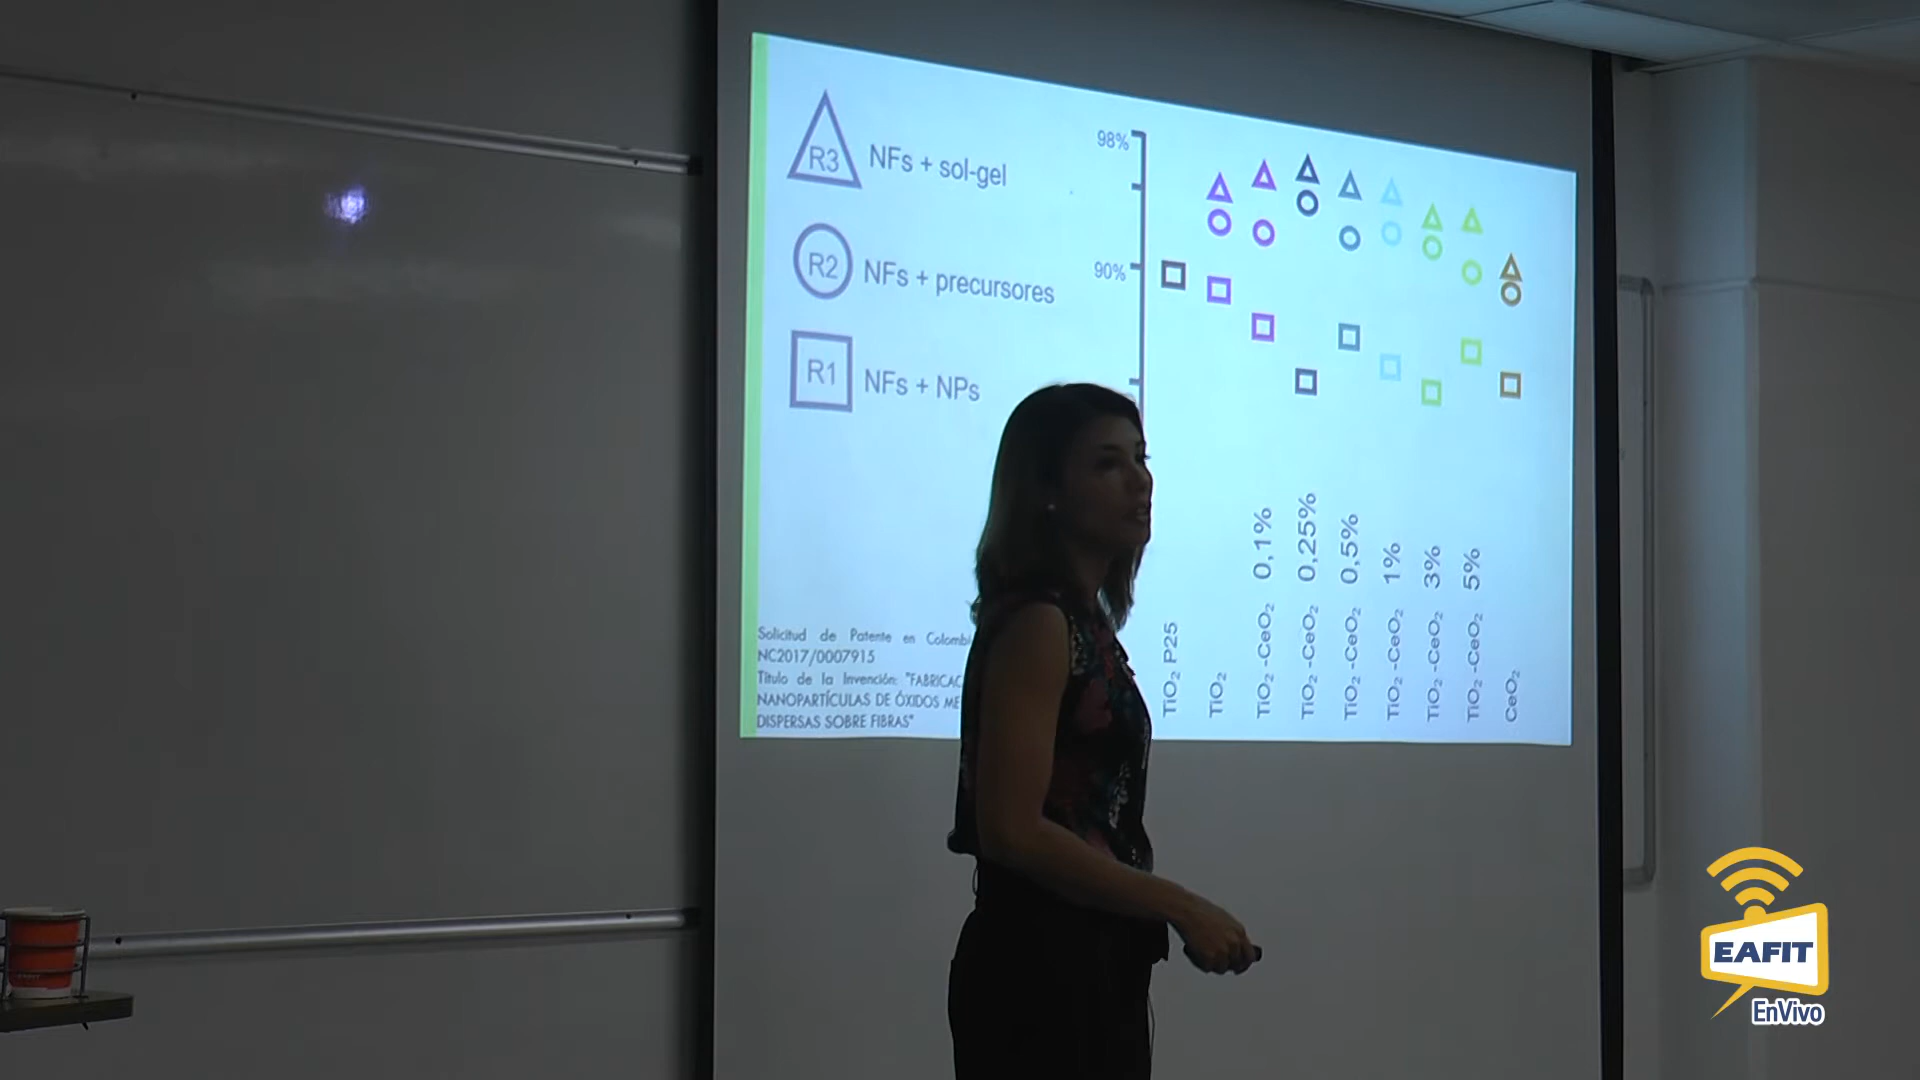 R3 NFs + sol-gel
R2 NFs + precursores
R1 NFs + NPs
98%
90%
TiO₂ P25
TiO₂
TiO₂ -CeO₂ 0,1%
TiO₂ -CeO₂ 0,25%
TiO₂ -CeO₂ 0,5%
TiO₂ -CeO₂ 1%
TiO₂ -CeO₂ 3%
TiO₂ -CeO₂ 5%
CeO₂
Solicitud de Patente en
NC2017/0007915
Título de la Invención:
NANOPARTÍCULAS DE ÓXIDOS
DISPERSAS SOBRE FIBRAS"
EAFIT
EnVivo